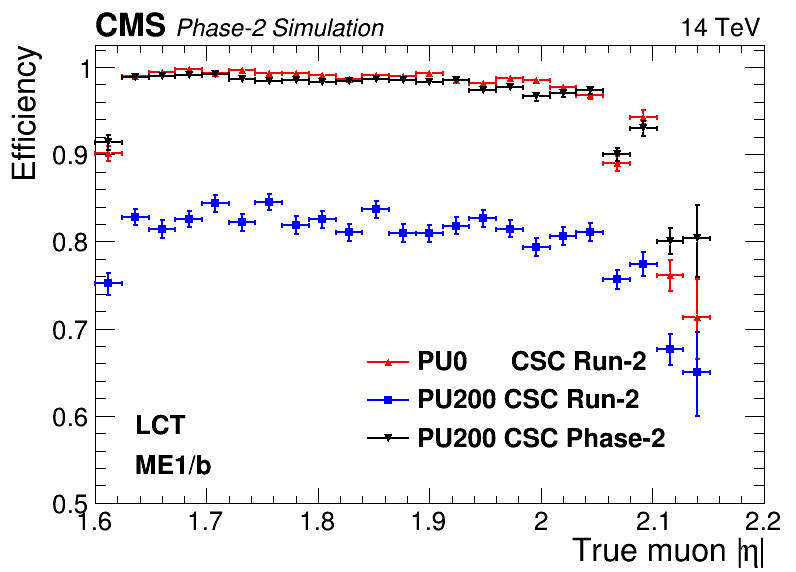 CMS Phase-2 Simulation 14 TeV
Efficiency
1
0.9
0.8
0.7
0.6
0.5
PU0 CSC Run-2
PU200 CSC Run-2
PU200 CSC Phase-2
LCT
ME1/b
1.6 1.7 1.8 1.9 2 2.1 2.2
True muon |η|